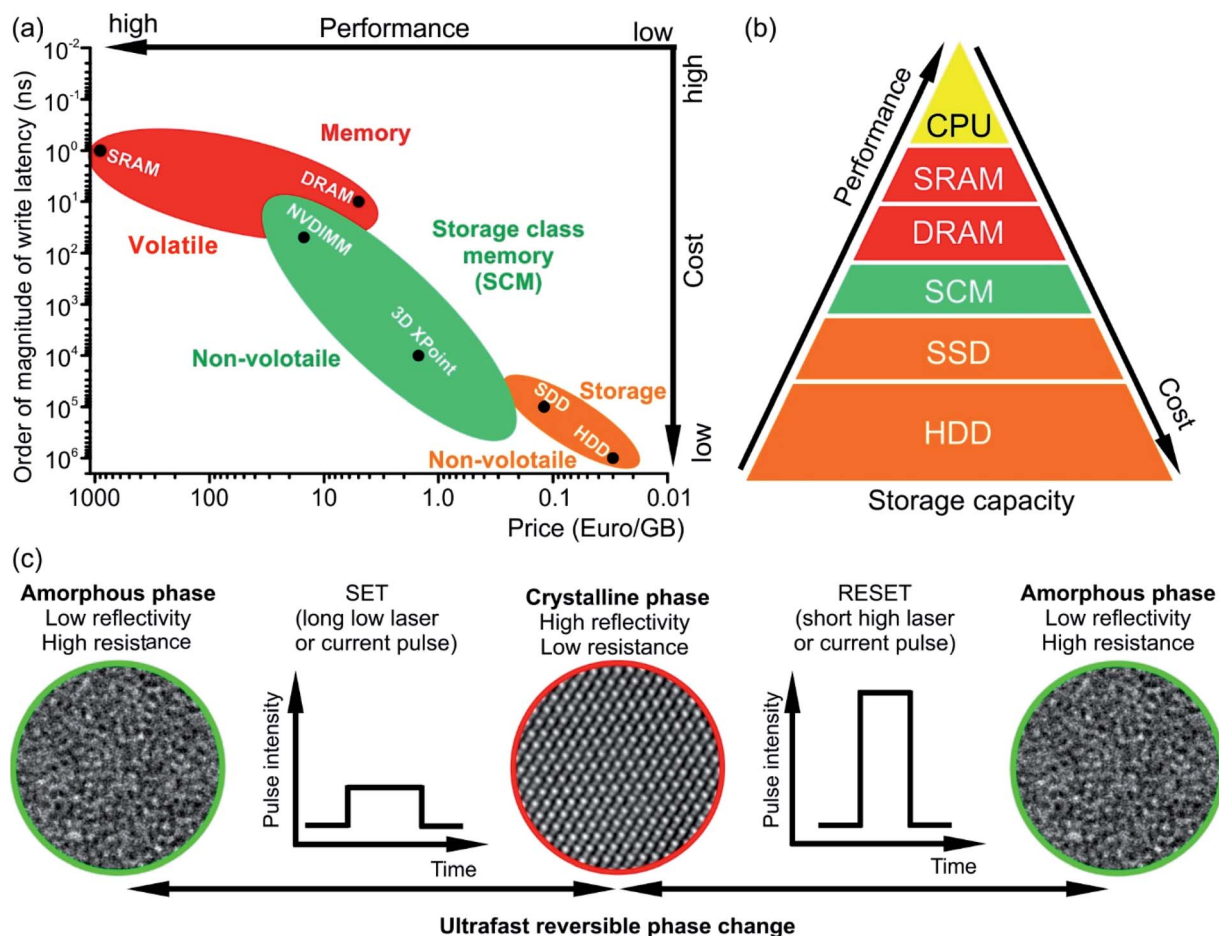 (a)
high
Performance
low
Order of magnitude of write latency (ns)
10⁻²
10⁻¹
10⁰
10¹
10²
10³
10⁴
10⁵
10⁶
SRAM
DRAM
Memory
Volatile
NVDIMM
Storage class
memory
(SCM)
3D XPoint
Non-volotaile
SDD
HDD
Storage
Non-volotaile
high
Cost
low
1000
100
10
1.0
0.1
0.01
Price (Euro/GB)
(b)
Performance
CPU
SRAM
DRAM
SCM
SSD
HDD
Cost
Storage capacity
(c)
Amorphous phase
Low reflectivity
High resistance
SET
(long low laser
or current pulse)
Pulse intensity
Time
Crystalline phase
High reflectivity
Low resistance
RESET
(short high laser
or current pulse)
Pulse intensity
Time
Amorphous phase
Low reflectivity
High resistance
Ultrafast reversible phase change